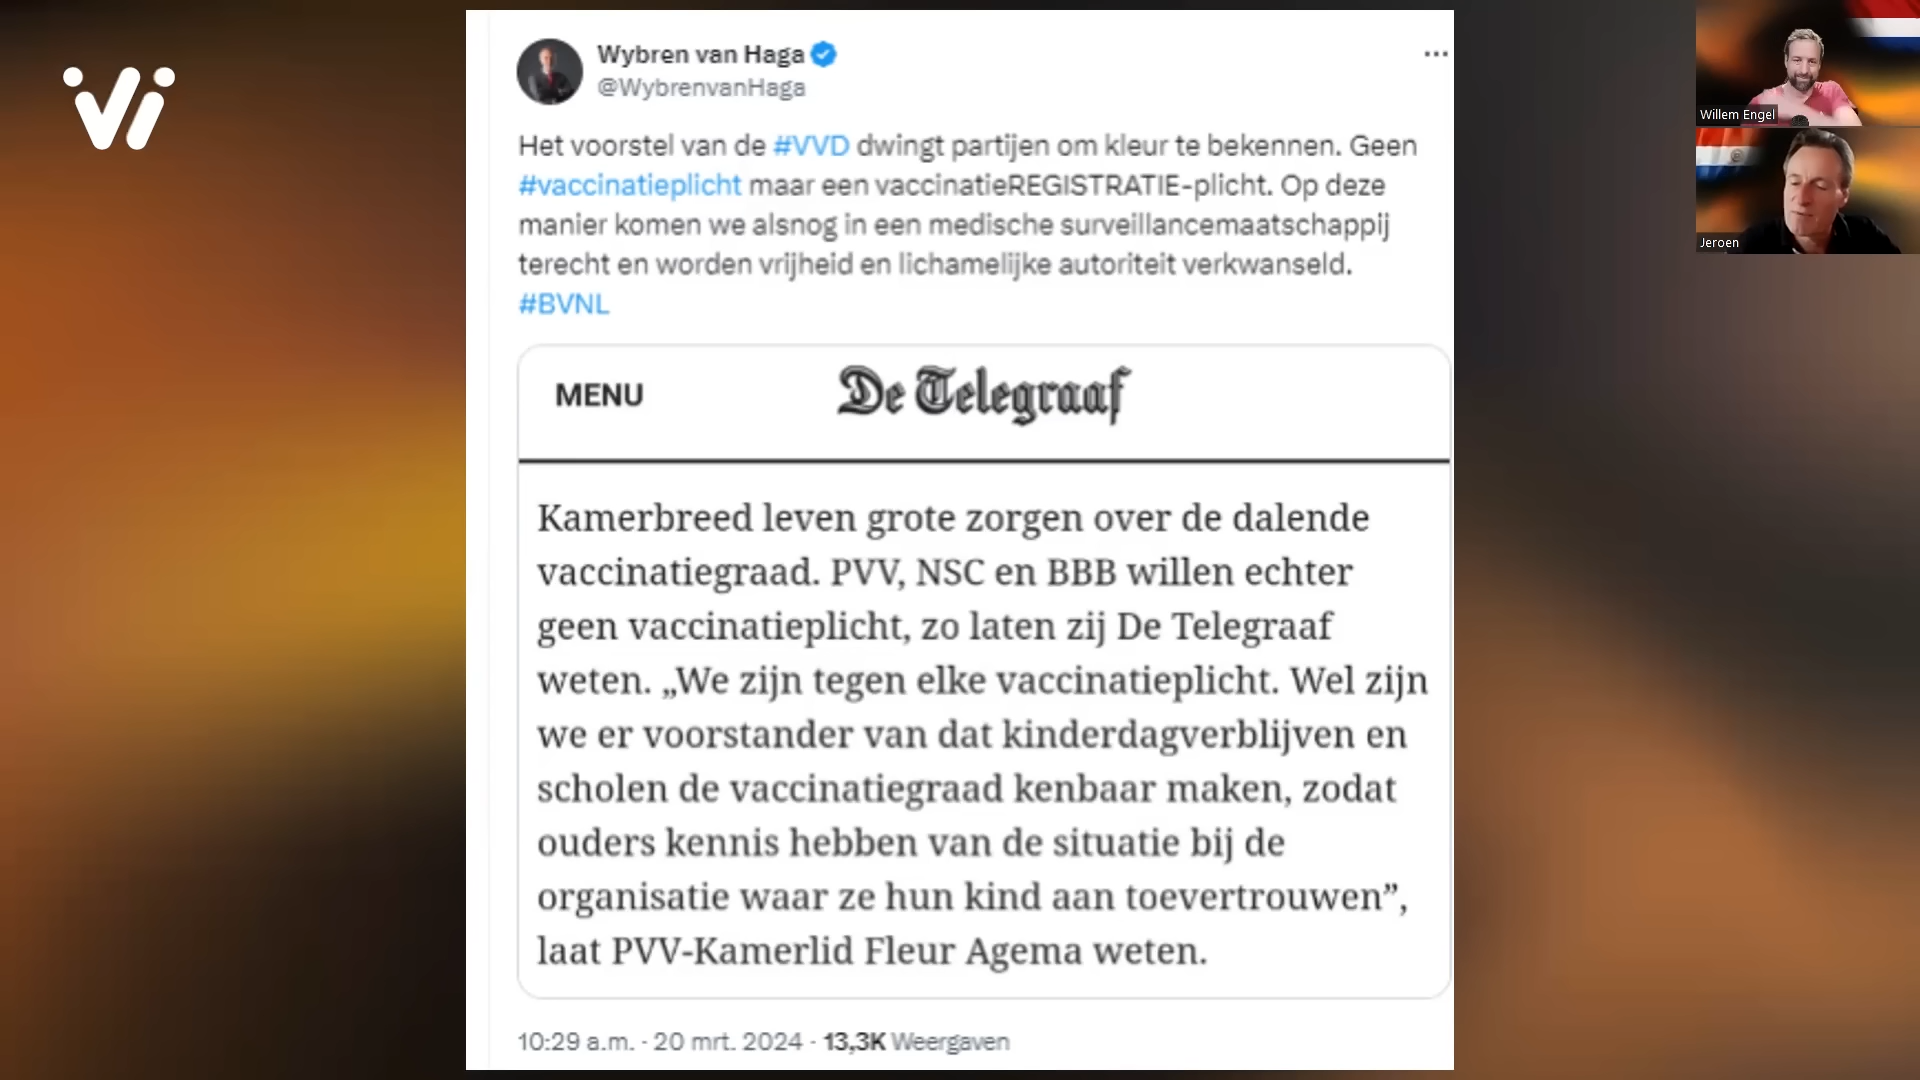 Vi
Wybren van Haga
@WybrenvanHaga
Het voorstel van de #VVD dwingt partijen om kleur te bekennen. Geen
#vaccinatieplicht maar een vaccinatieREGISTRATIE-plicht. Op deze
manier komen we alsnog in een medische surveillancemaatschappij
terecht en worden vrijheid en lichamelijke autoriteit verkwanseld.
#BVNL
MENU
De Telegraaf
Kamerbreed leven grote zorgen over de dalende
vaccinatiegraad. PVV, NSC en BBB willen echter
geen vaccinatieplicht, zo laten zij De Telegraaf
weten. „We zijn tegen elke vaccinatieplicht. Wel zijn
we er voorstander van dat kinderdagverblijven en
scholen de vaccinatiegraad kenbaar maken, zodat
ouders kennis hebben van de situatie bij de
organisatie waar ze hun kind aan toevertrouwen”,
laat PVV-Kamerlid Fleur Agema weten.
10:29 a.m. · 20 mrt. 2024 · 13,3K Weergaven
Willem Engel
Jeroen